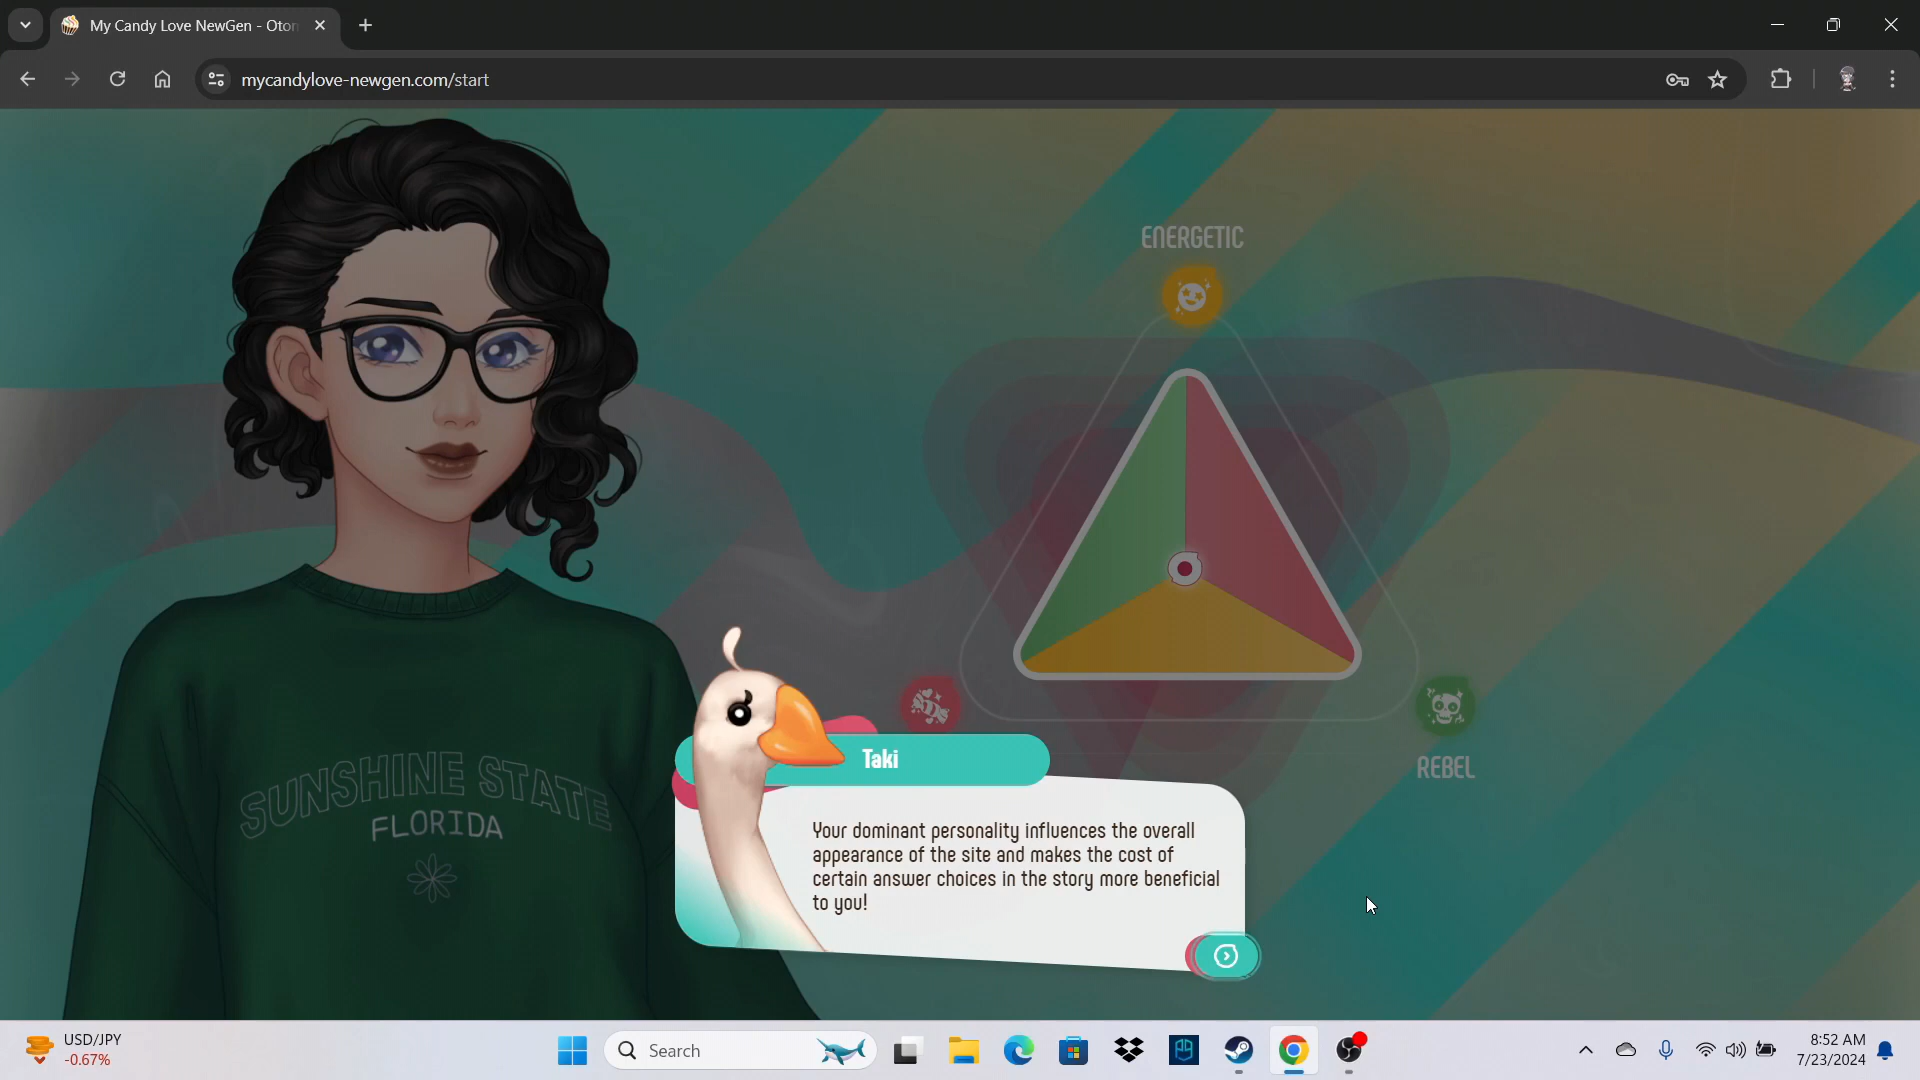 My Candy Love NewGen - Oton
mycandylove-newgen.com/start
ENERGETIC
REBEL
SUNSHINE STATE
FLORIDA
Taki
Your dominant personality influences the overall
appearance of the site and makes the cost of
certain answer choices in the story more beneficial
to you!
USD/JPY
-0.67%
Search
8:52 AM
7/23/2024